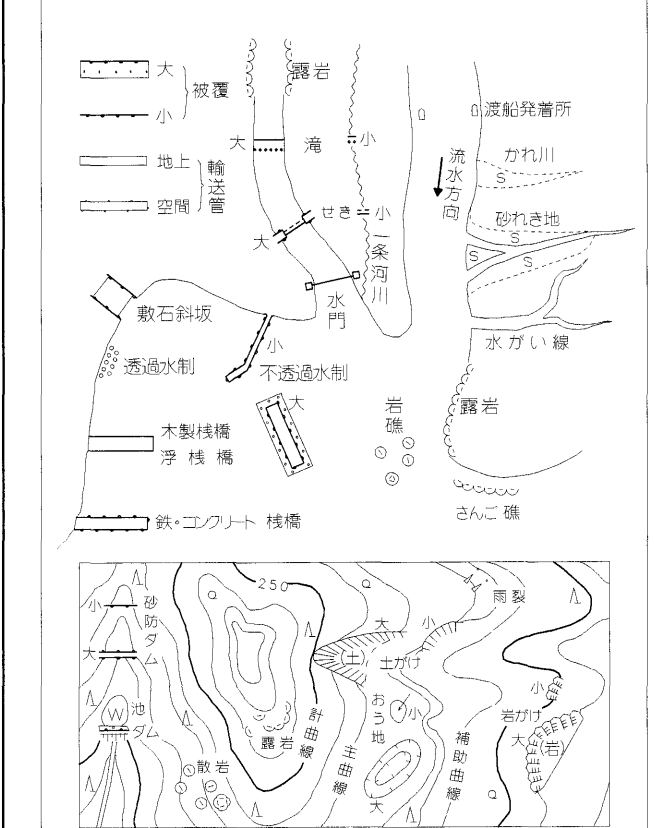 大
被覆
小
地上
輸送管
空間
露岩
大
滝
小
せき
小
大
一条河川
水門
流水方向
渡船発着所
かれ川
S
砂れき地
S
S
S
水がい線
敷石斜坂
透過水制
小
不透過水制
大
岩礁
露岩
さんご礁
木製桟橋
浮桟橋
鉄・コンクリート 桟橋
小
砂防ダム
大
池
W
ダム
250
露岩
散岩
計曲線
主曲線
大
小
(土)
土がけ
おう地
小
大
補助曲線
雨裂
小
岩がけ
大
(岩)